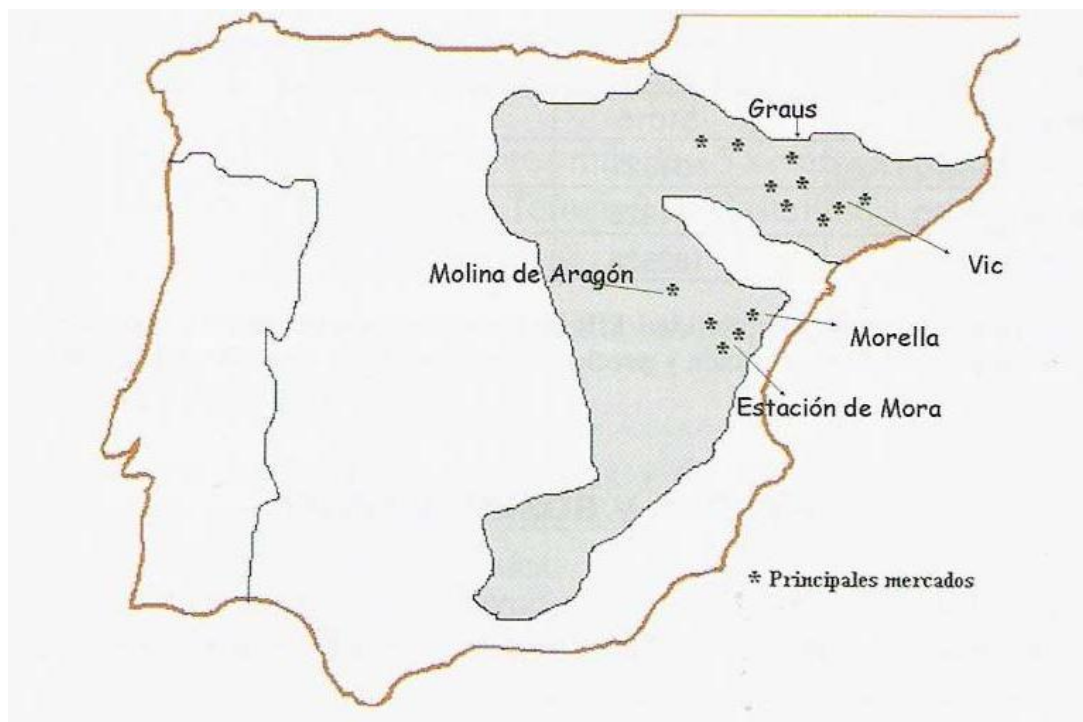 Graus
Vic
Molina de Aragón
Morella
Estación de Mora
* Principales mercados